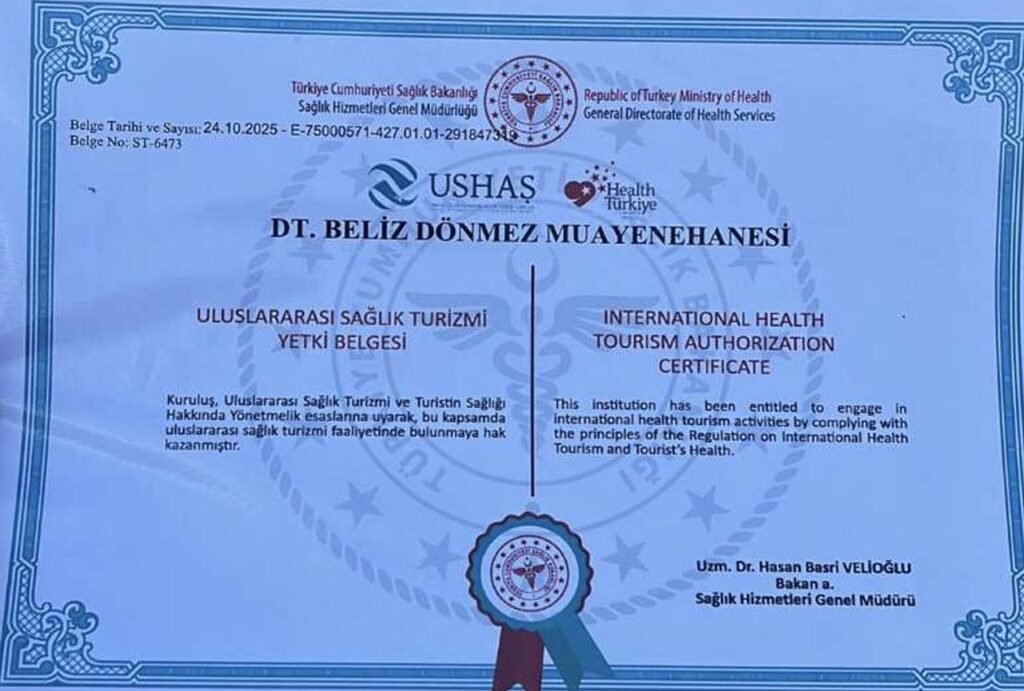 Türkiye Cumhuriyeti Sağlık Bakanlığı
Sağlık Hizmetleri Genel Müdürlüğü
Republic of Turkey Ministry of Health
General Directorate of Health Services
Belge Tarihi ve Sayısı: 24.10.2025 - E-75000571-427.01.01-291847319
Belge No: ST-6473
USHAŞ
Health
Türkiye
DT. BELİZ DÖNMEZ MUAYENEHANESİ
ULUSLARARASI SAĞLIK TURİZMİ
YETKİ BELGESİ
Kuruluş, Uluslararası Sağlık Turizmi ve Turistin Sağlığı
Hakkında Yönetmelik esaslarına uyarak, bu kapsamda
uluslararası sağlık turizmi faaliyetinde bulunmaya hak
kazanmıştır.
INTERNATIONAL HEALTH
TOURISM AUTHORIZATION
CERTIFICATE
This institution has been entitled to engage in
international health tourism activities by complying with
the principles of the Regulation on International Health
Tourism and Tourist's Health.
Uzm. Dr. Hasan Basri VELİOĞLU
Bakan a.
Sağlık Hizmetleri Genel Müdürü